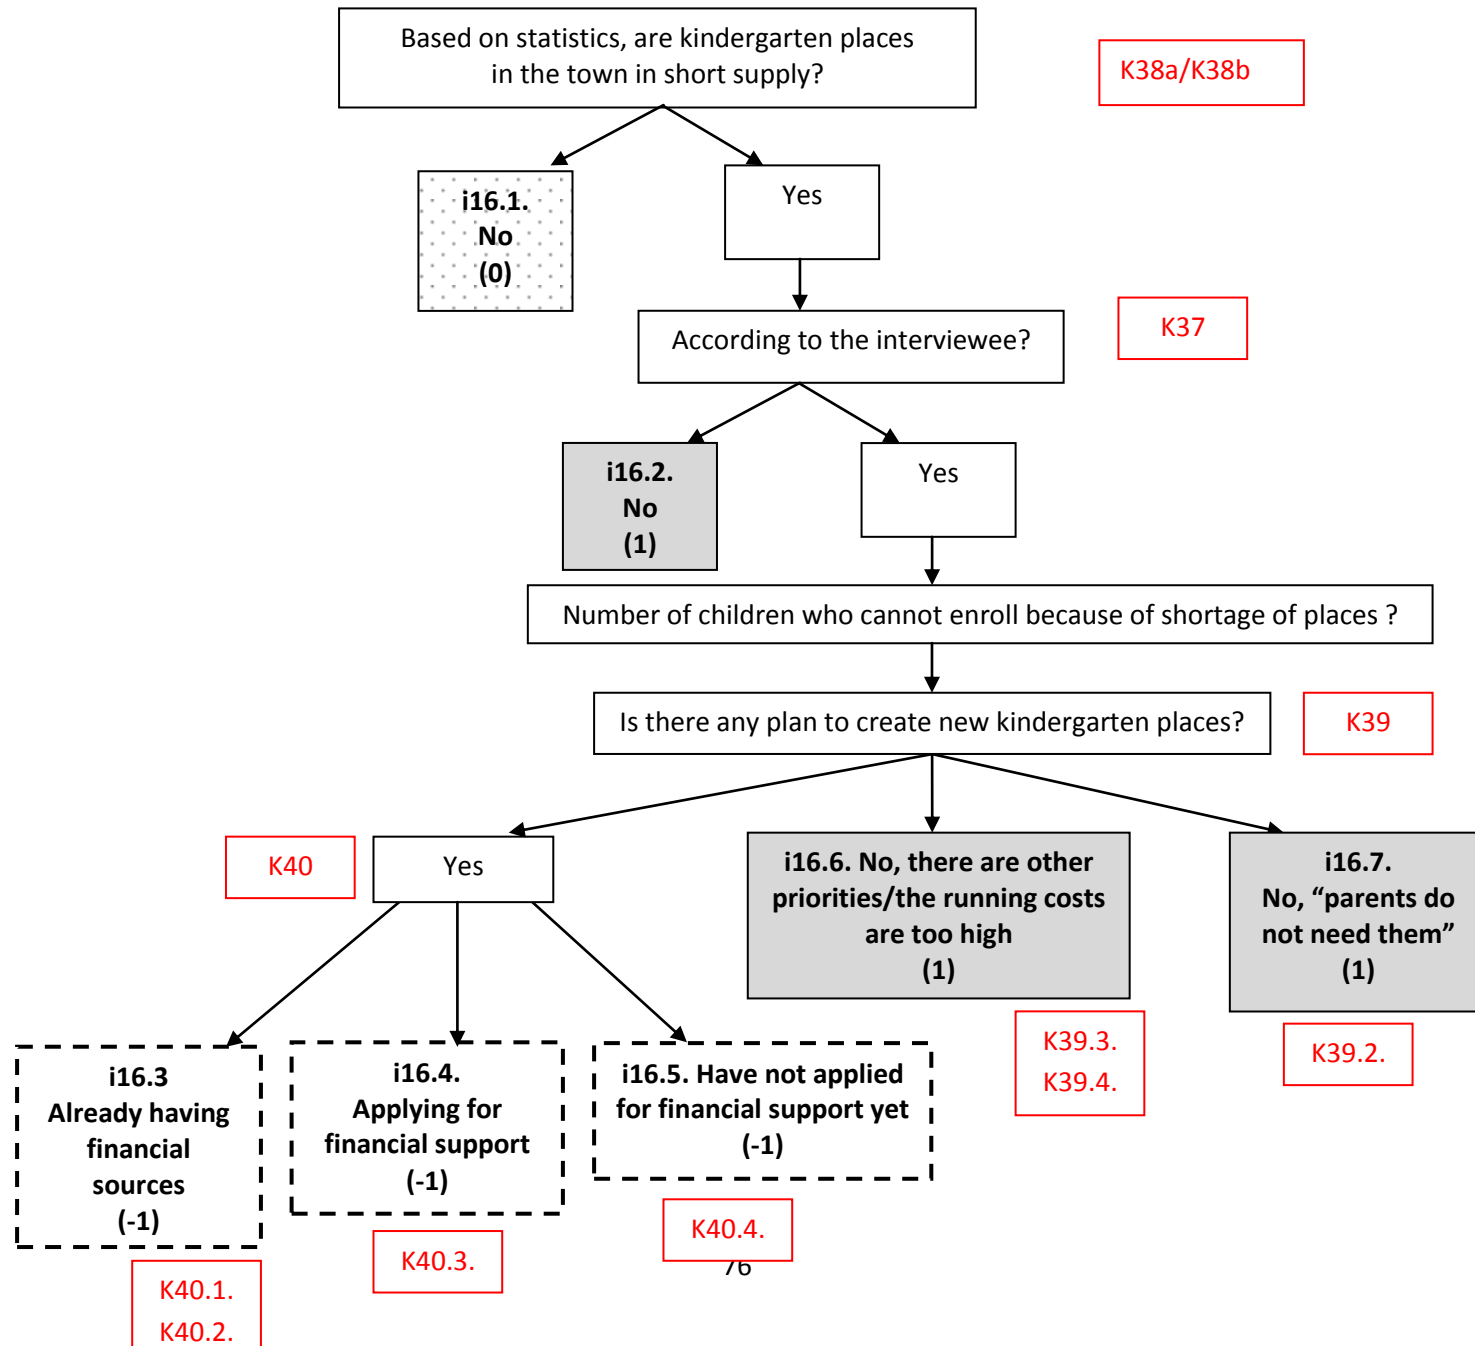 Based on statistics, are kindergarten places
in the town in short supply?
K38a/K38b
i16.1.
No
(0)
Yes
According to the interviewee?
K37
i16.2.
No
(1)
Yes
Number of children who cannot enroll because of shortage of places ?
Is there any plan to create new kindergarten places?
K39
K40
Yes
i16.6. No, there are other
priorities/the running costs
are too high
(1)
i16.7.
No, “parents do
not need them”
(1)
K39.3.
K39.4.
K39.2.
i16.3
Already having
financial
sources
(-1)
i16.4.
Applying for
financial support
(-1)
i16.5. Have not applied
for financial support yet
(-1)
K40.1.
K40.2.
K40.3.
K40.4.
76